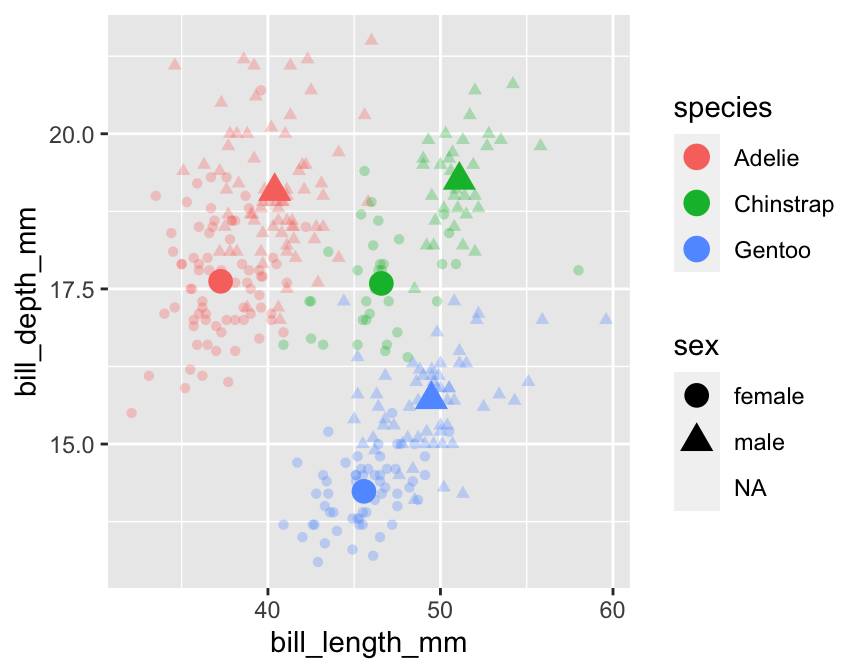 20.0
17.5
15.0
bill_depth_mm
40
50
60
bill_length_mm
species
Adelie
Chinstrap
Gentoo
sex
female
male
NA